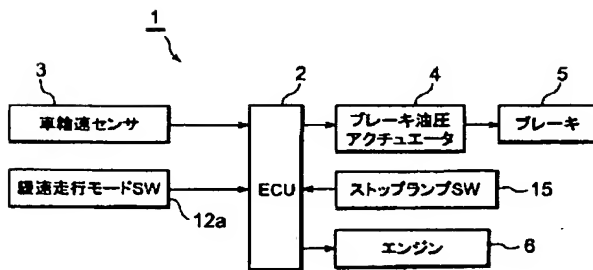 1
3
2
4
5
車輪速センサ
ブレーキ油圧
アクチュエータ
ブレーキ
緩速走行モードSW
ECU
ストップランプSW
15
12a
エンジン
6